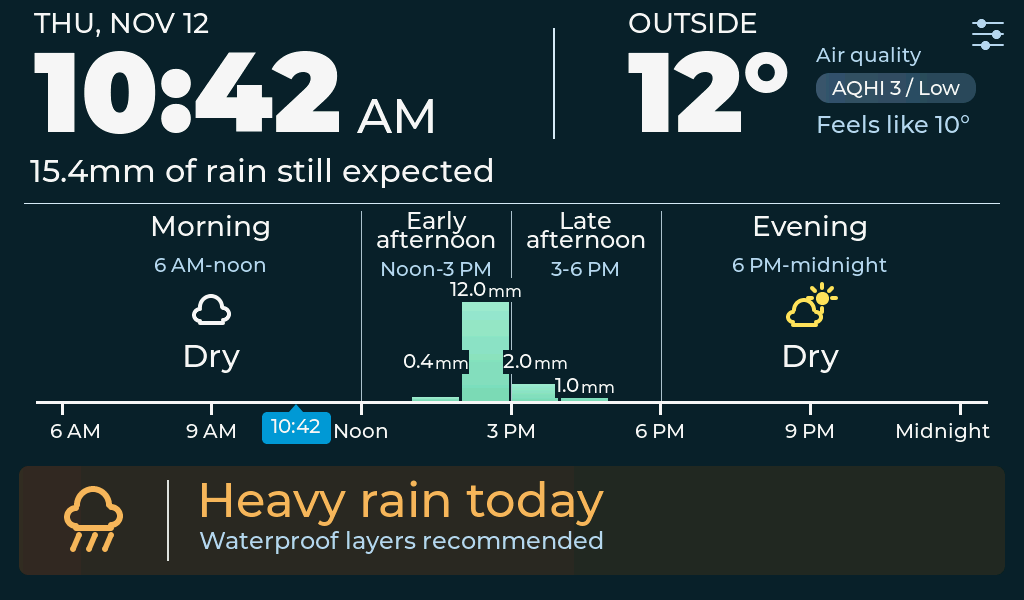 THU, NOV 12
10:42 AM
OUTSIDE
12°
Air quality
AQHI 3 / Low
Feels like 10°
15.4mm of rain still expected
Morning
6 AM-noon
Dry
Early
afternoon
Noon-3 PM
Late
afternoon
3-6 PM
Evening
6 PM-midnight
Dry
12.0mm
0.4mm
2.0mm
1.0mm
6 AM
9 AM
10:42
Noon
3 PM
6 PM
9 PM
Midnight
Heavy rain today
Waterproof layers recommended